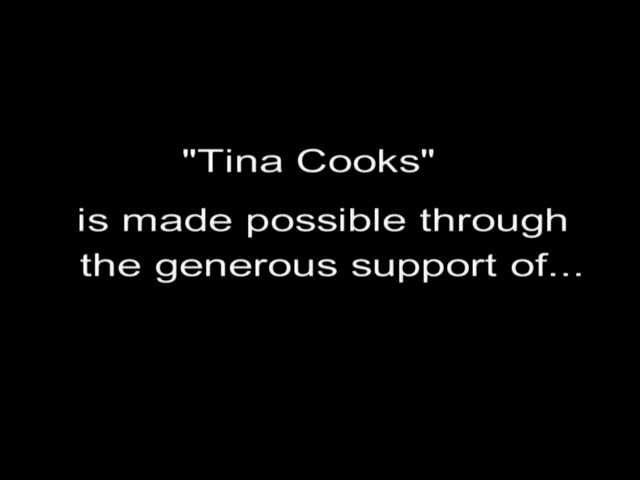 "Tina Cooks"
is made possible through
the generous support of...